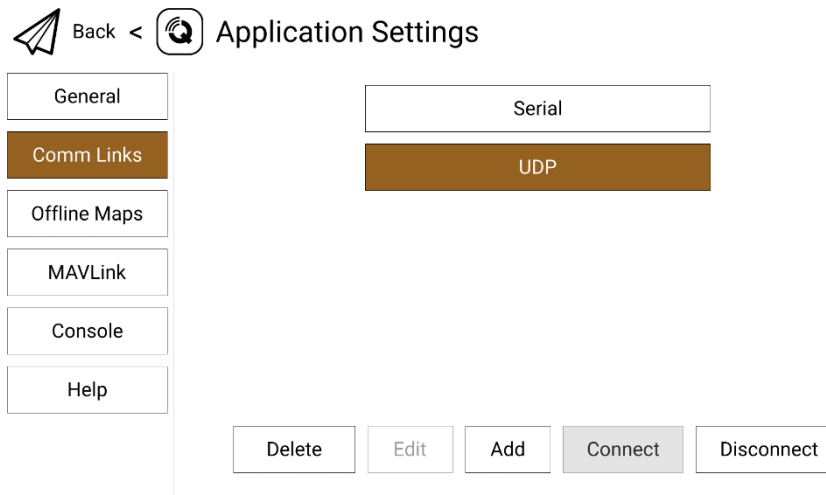 Back < Application Settings
General
Comm Links
Offline Maps
MAVLink
Console
Help
Serial
UDP
Delete Edit Add Connect Disconnect